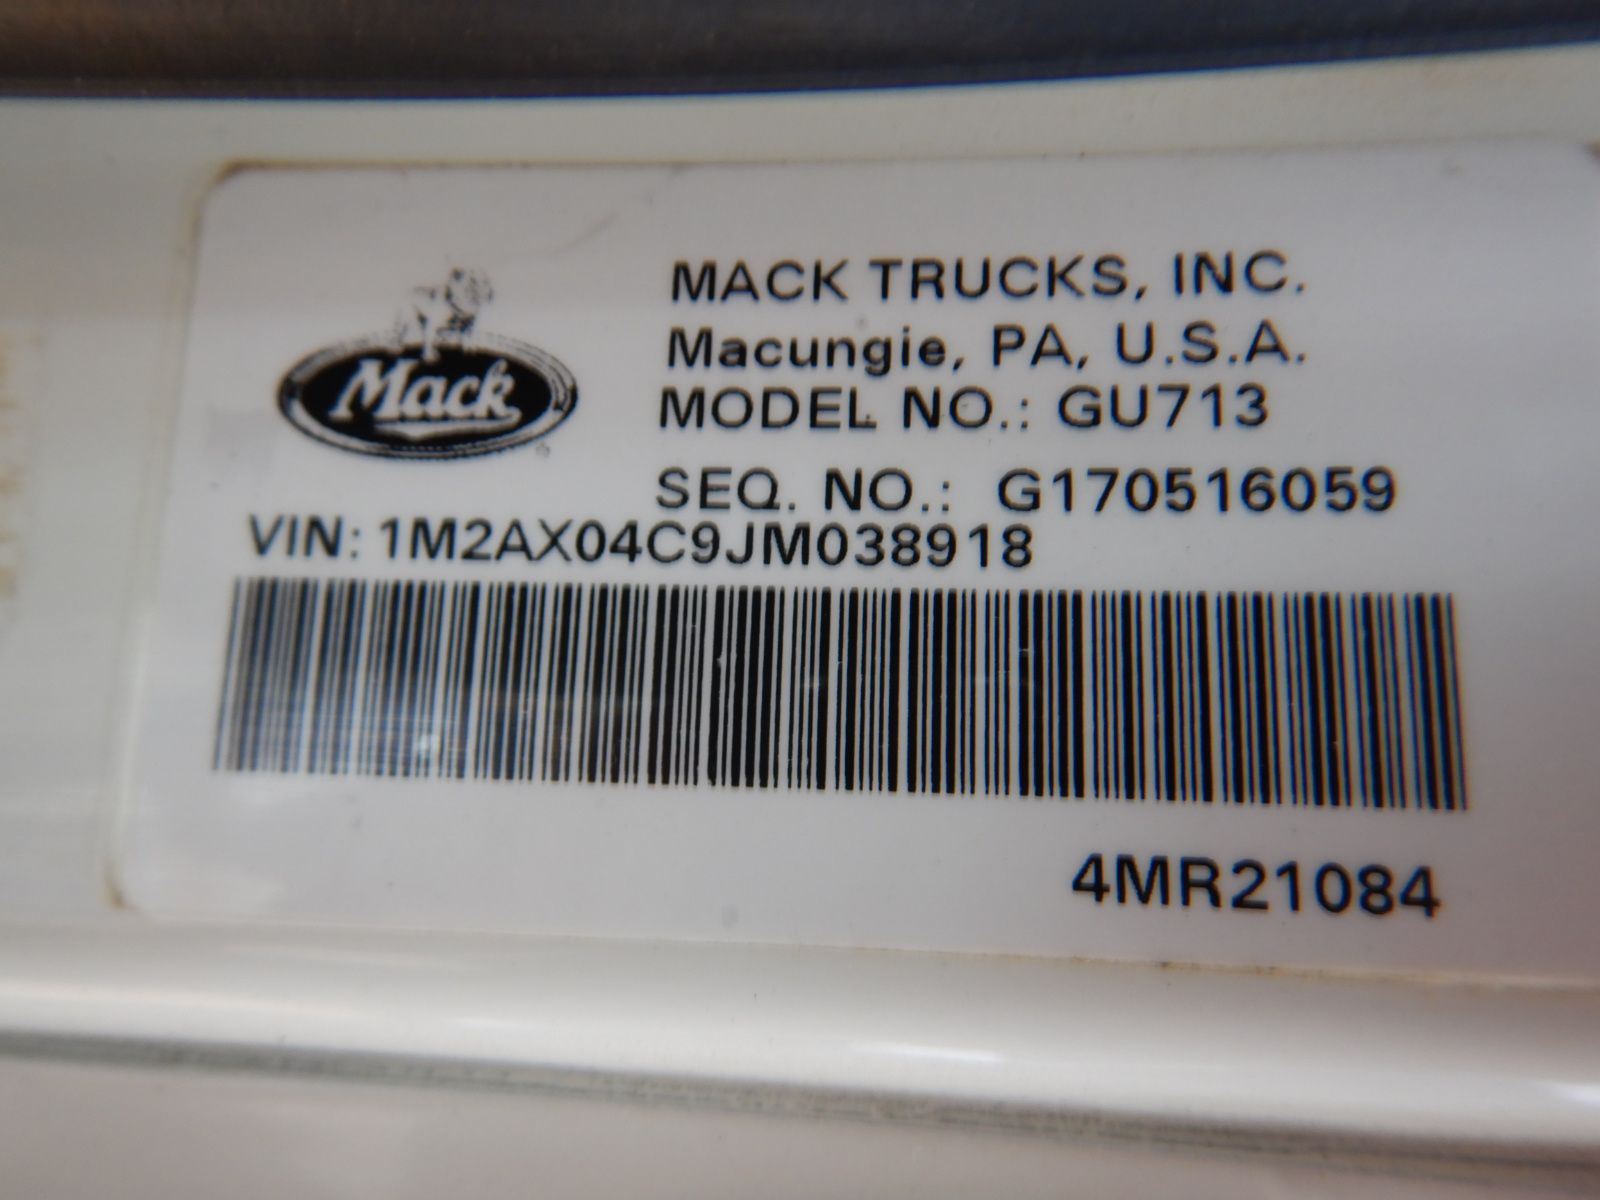 Mack
MACK TRUCKS, INC.
Macungie, PA, U.S.A.
MODEL NO.: GU713
SEQ. NO.: G170516059
VIN: 1M2AX04C9JM038918
4MR21084